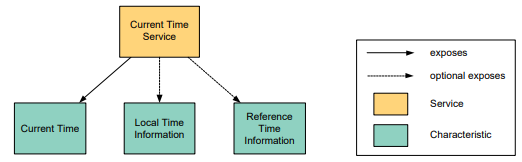 Current Time
Service
Current Time
Local Time
Information
Reference
Time
Information
exposes
optional exposes
Service
Characteristic